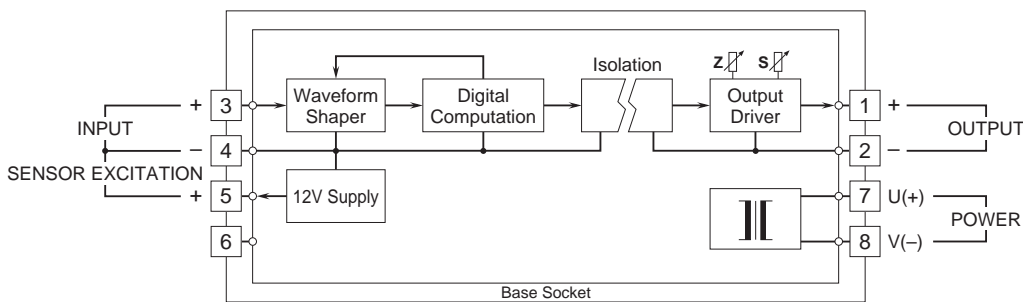 Isolation
Z
S
Waveform
Shaper
Digital
Computation
Output
Driver
+
3
1
+
INPUT
OUTPUT
–
4
2
–
SENSOR EXCITATION
+
5
12V Supply
7
U(+)
POWER
6
8
V(–)
Base Socket